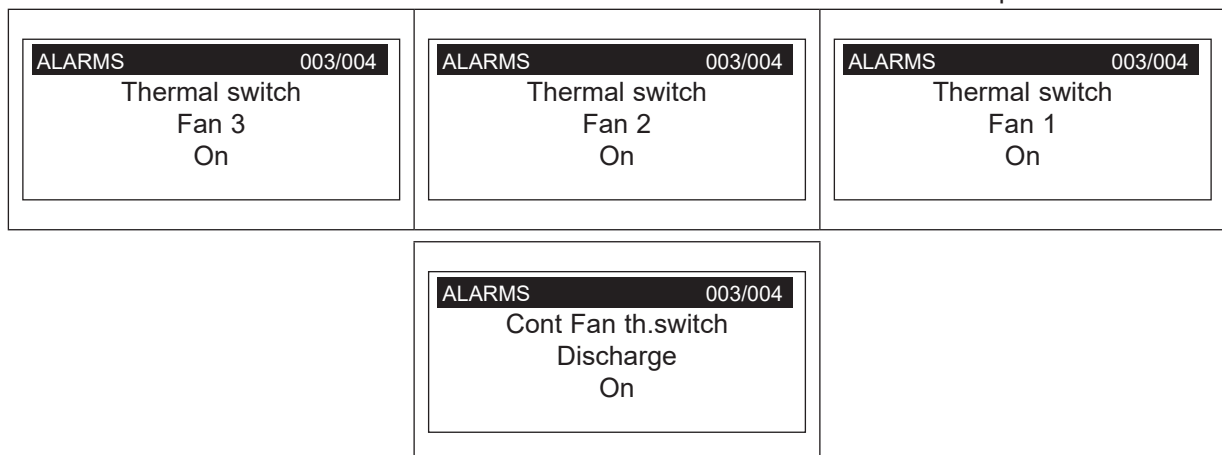 ALARMS 003/004
Thermal switch
Fan 3
On
ALARMS 003/004
Thermal switch
Fan 2
On
ALARMS 003/004
Thermal switch
Fan 1
On
ALARMS 003/004
Cont Fan th.switch
Discharge
On